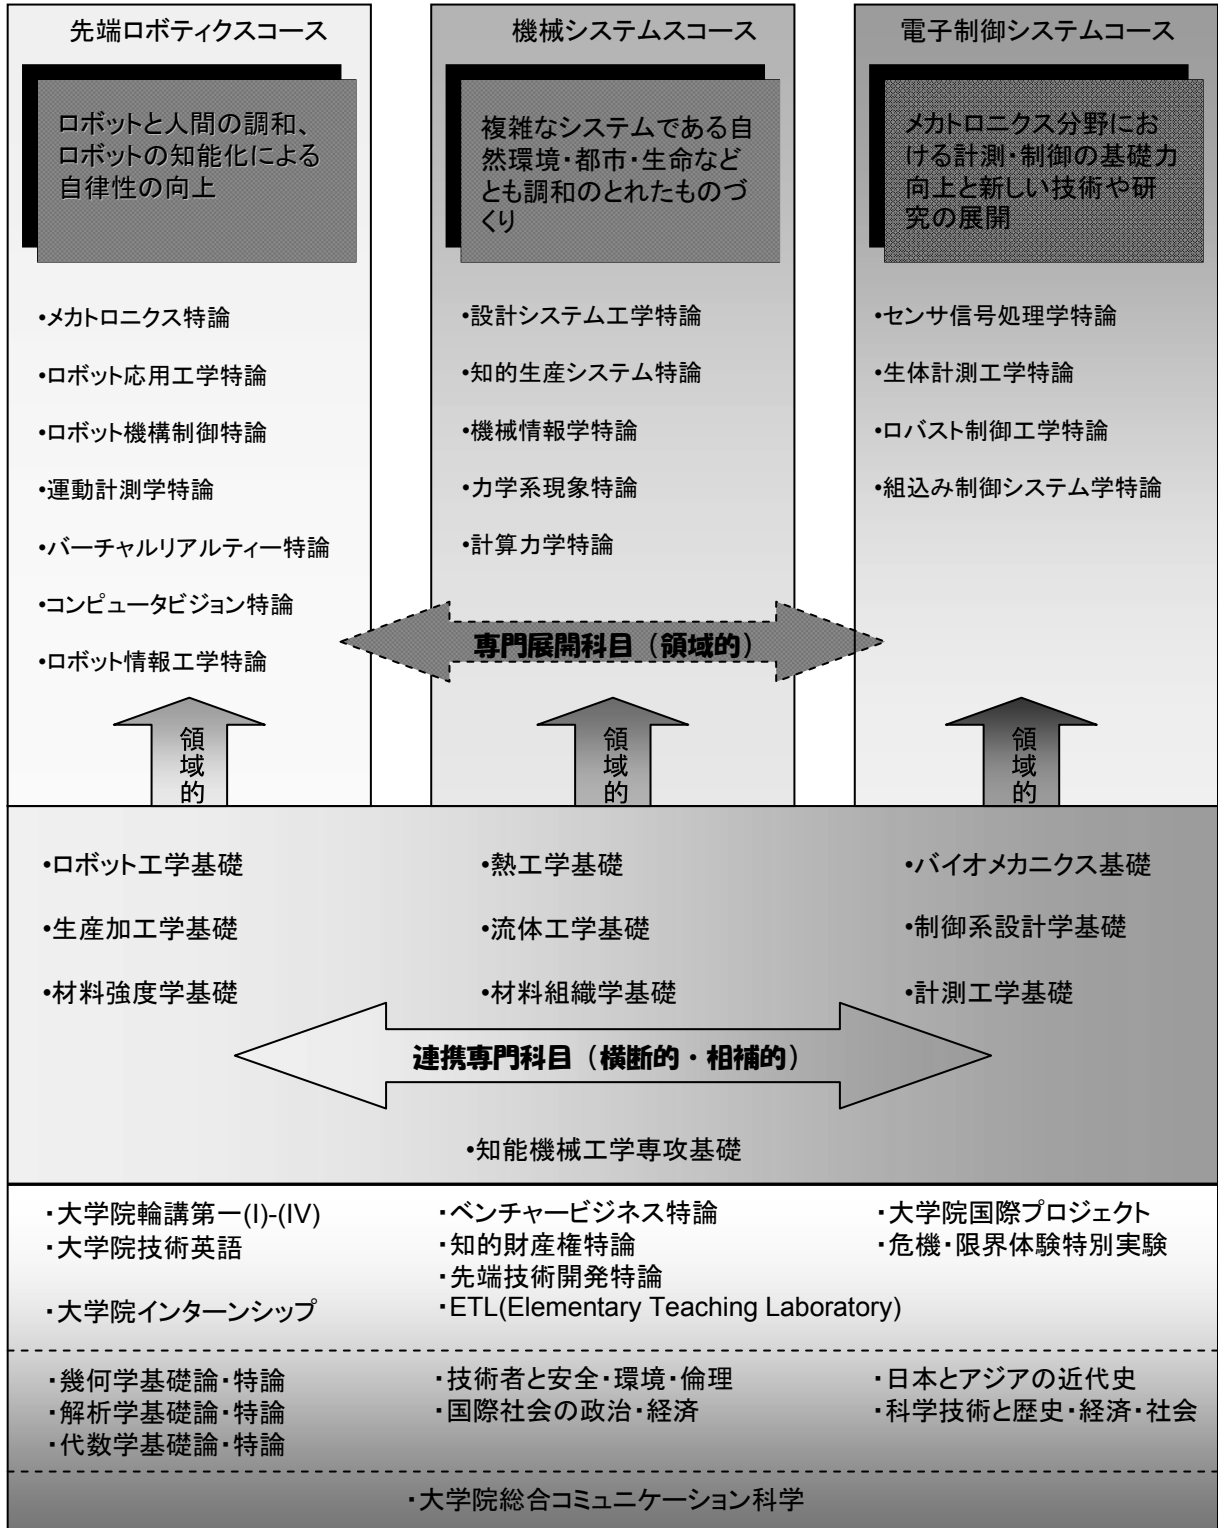 先端ロボティクスコース
ロボットと人間の調和、
ロボットの知能化による
自律性の向上
・メカトロニクス特論
・ロボット応用工学特論
・ロボット機構制御特論
・運動計測学特論
・バーチャルリアルティー特論
・コンピュータビジョン特論
・ロボット情報工学特論
機械システムスコース
複雑なシステムである自
然環境・都市・生命など
とも調和のとれたものづ
くり
・設計システム工学特論
・知的生産システム特論
・機械情報学特論
・力学系現象特論
・計算力学特論
電子制御システムコース
メカトロニクス分野にお
ける計測・制御の基礎力
向上と新しい技術や研
究の展開
・センサ信号処理学特論
・生体計測工学特論
・ロバスト制御工学特論
・組込み制御システム学特論
専門展開科目（領域的）
領域的
領域的
領域的
・ロボット工学基礎
・生産加工学基礎
・材料強度学基礎
・熱工学基礎
・流体工学基礎
・材料組織学基礎
・バイオメカニクス基礎
・制御系設計学基礎
・計測工学基礎
連携専門科目（横断的・相補的）
・知能機械工学専攻基礎
・大学院輪講第一(I)-(IV)
・大学院技術英語
・大学院インターンシップ
・ベンチャービジネス特論
・知的財産権特論
・先端技術開発特論
・ETL(Elementary Teaching Laboratory)
・大学院国際プロジェクト
・危機・限界体験特別実験
・幾何学基礎論・特論
・解析学基礎論・特論
・代数学基礎論・特論
・技術者と安全・環境・倫理
・国際社会の政治・経済
・日本とアジアの近代史
・科学技術と歴史・経済・社会
・大学院総合コミュニケーション科学